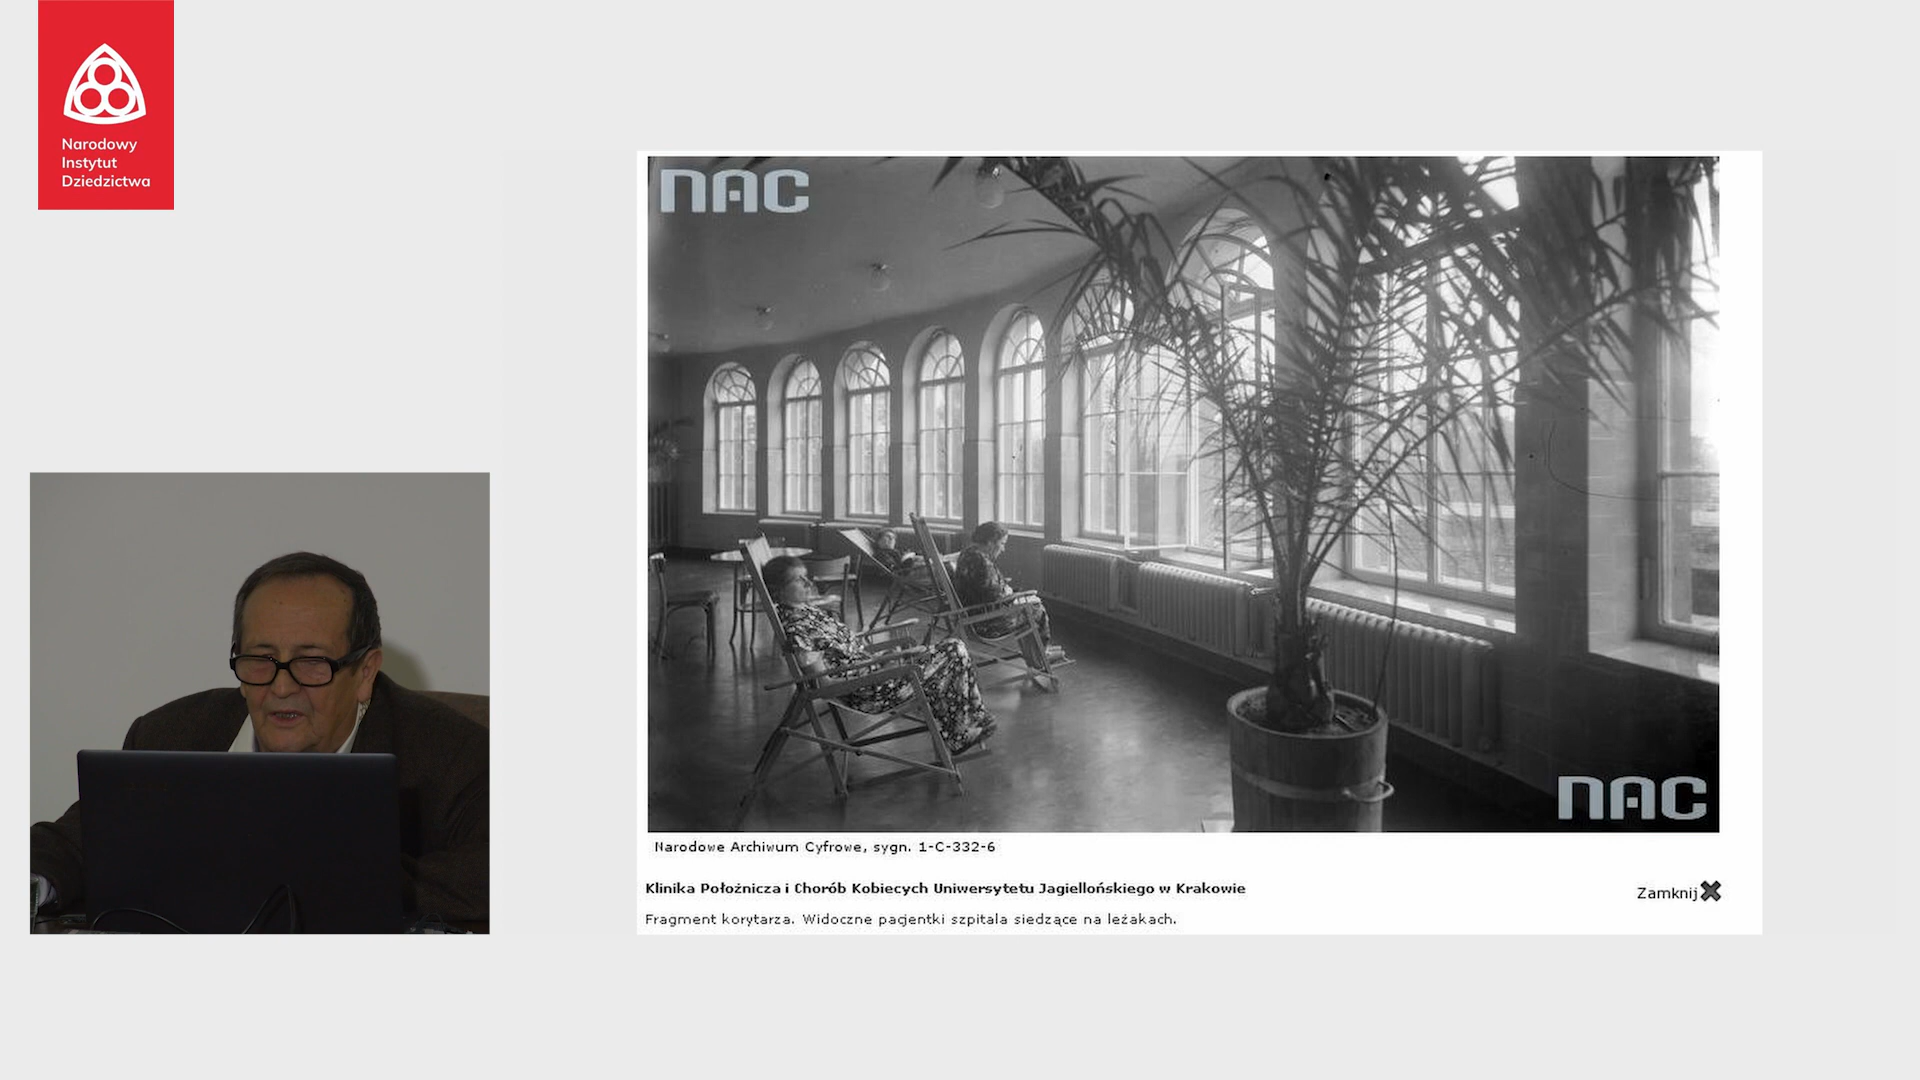 Narodowy
Instytut
Dziedzictwa
NAC
NAC
Narodowe Archiwum Cyfrowe, sygn. 1-C-332-6
Klinika Położnicza i Chorób Kobiecych Uniwersytetu Jagiellońskiego w Krakowie
Zamknij
Fragment korytarza. Widoczne pacjentki szpitala siedzące na leżakach.